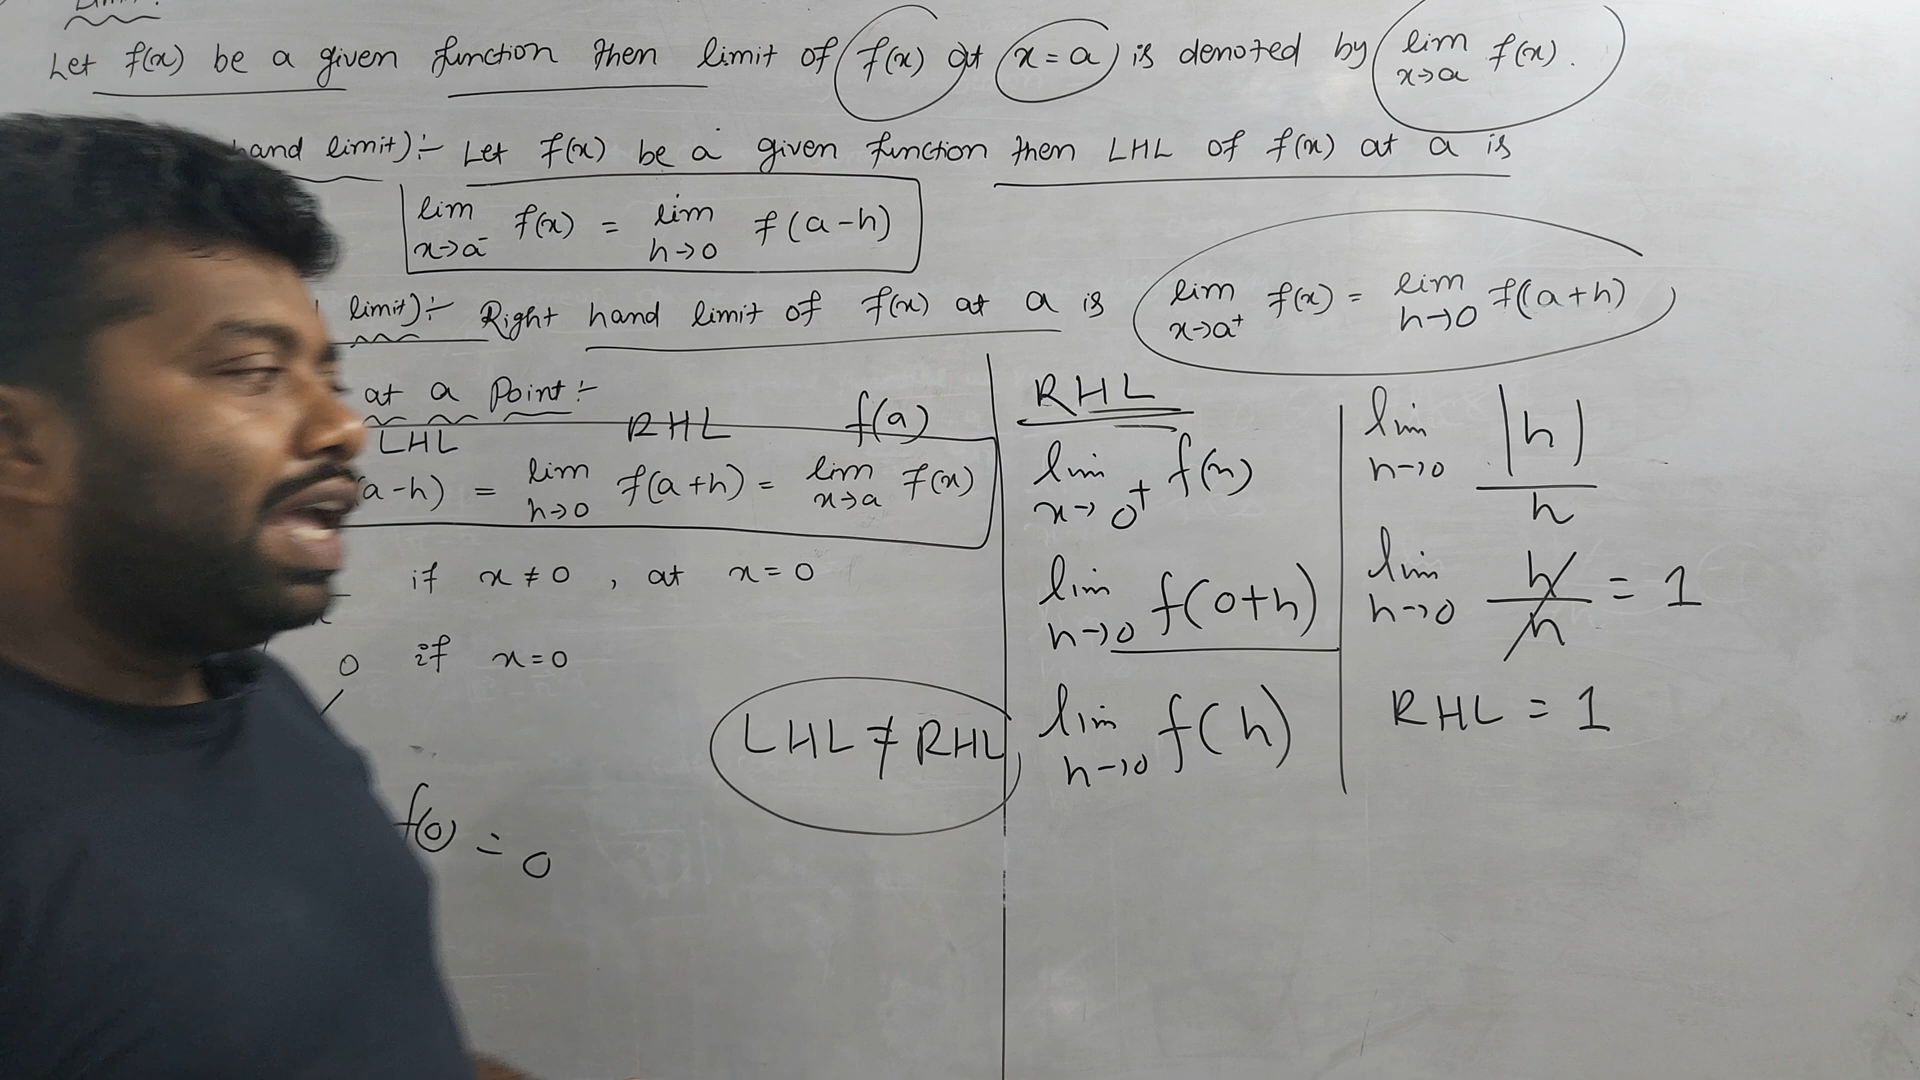 Limit:
Let f(x) be a given function then limit of f(x) at x = a is denoted by lim x→a f(x).
hand limit):- Let f(x) be a given function then LHL of f(x) at a is
lim x→a⁻ f(x) = lim h→0 f(a-h)
limit):- Right hand limit of f(x) at a is lim x→a⁺ f(x) = lim h→0 f(a+h)
at a Point:-
LHL RHL f(a)
(a-h) = lim h→0 f(a+h) = lim x→a f(x)
if x ≠ 0 , at x = 0
0 if x = 0
LHL ≠ RHL
f(0) = 0
RHL
lim x→0⁺ f(x)
lim h→0 f(0+h)
lim h→0 f(h)
lim h→0 |h|/h
lim h→0 h/h = 1
RHL = 1